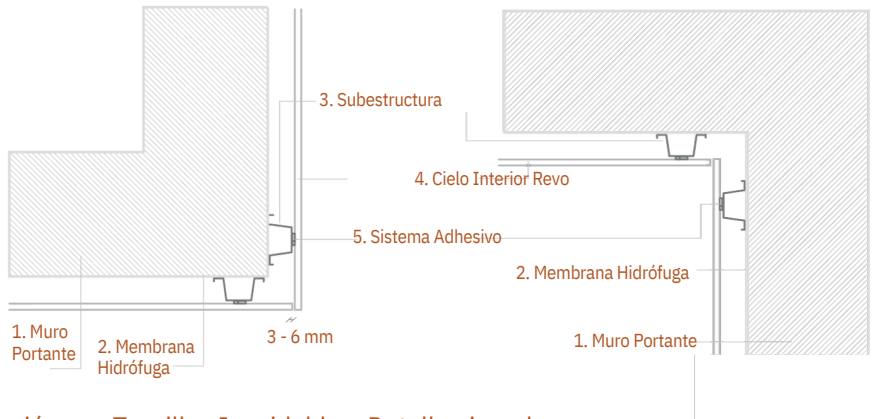 3. Subestructura
4. Cielo Interior Revo
5. Sistema Adhesivo
2. Membrana Hidrófuga
1. Muro
Portante
2. Membrana
Hidrófuga
3 - 6 mm
1. Muro Portante